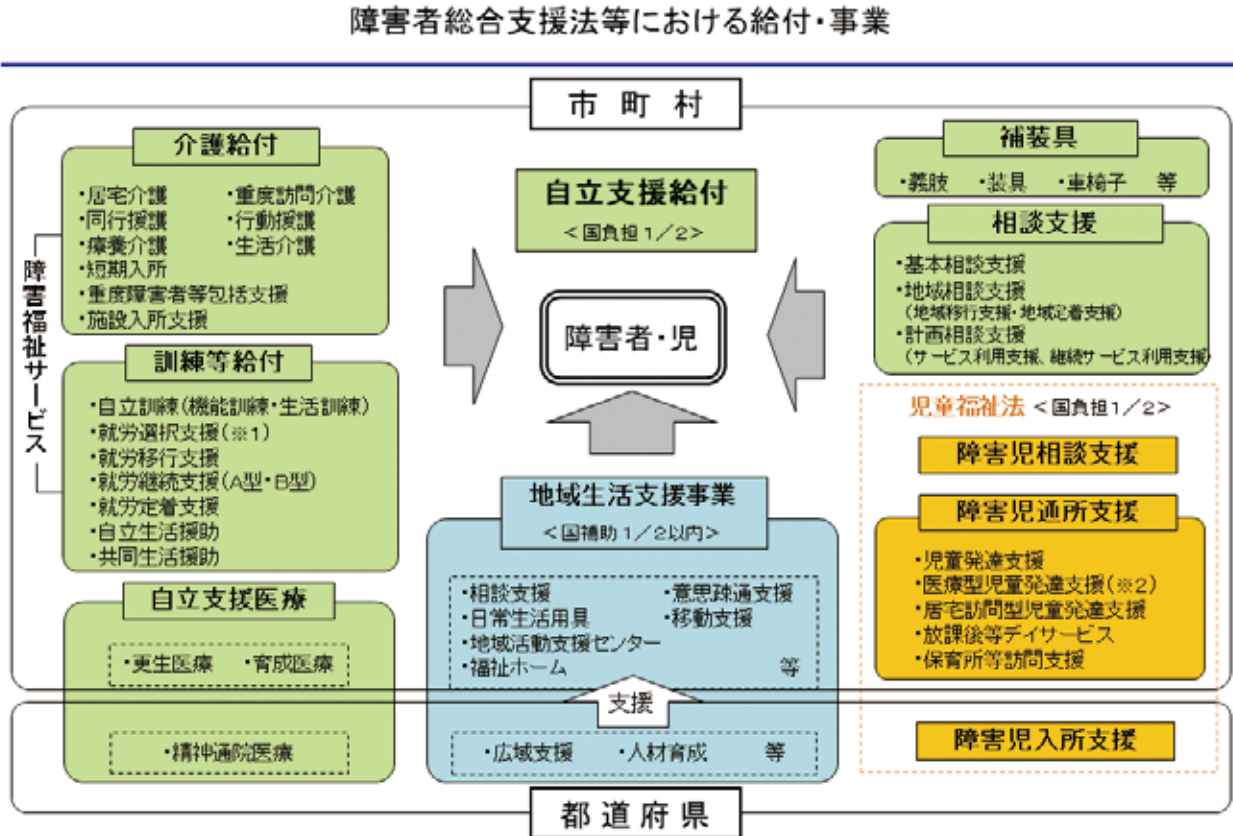 障害者総合支援法等における給付・事業
市町村
介護給付
・居宅介護 ・重度訪問介護
・同行援護 ・行動援護
・療養介護 ・生活介護
・短期入所
・重度障害者等包括支援
・施設入所支援
障害福祉サービス
訓練等給付
・自立訓練(機能訓練・生活訓練)
・就労選択支援(※1)
・就労移行支援
・就労継続支援(A型・B型)
・就労定着支援
・自立生活援助
・共同生活援助
自立支援医療
・更生医療 ・育成医療
・精神通院医療
自立支援給付
<国負担1/2>
障害者・児
地域生活支援事業
<国補助1/2以内>
・相談支援 ・意思疎通支援
・日常生活用具 ・移動支援
・地域活動支援センター
・福祉ホーム 等
支援
・広域支援 ・人材育成 等
補装具
・義肢 ・装具 ・車椅子 等
相談支援
・基本相談支援
・地域相談支援
(地域移行支援・地域定着支援)
・計画相談支援
(サービス利用支援、継続サービス利用支援)
児童福祉法 <国負担1/2>
障害児相談支援
障害児通所支援
・児童発達支援
・医療型児童発達支援(※2)
・居宅訪問型児童発達支援
・放課後等デイサービス
・保育所等訪問支援
障害児入所支援
都道府県